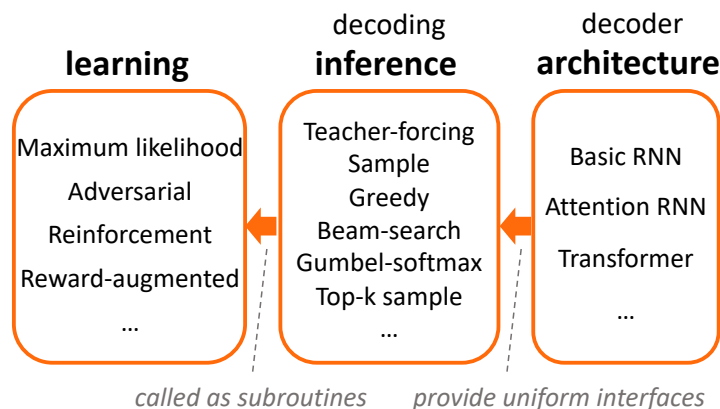 learning
Maximum likelihood
Adversarial
Reinforcement
Reward-augmented
...
decoding
inference
Teacher-forcing
Sample
Greedy
Beam-search
Gumbel-softmax
Top-k sample
...
decoder
architecture
Basic RNN
Attention RNN
Transformer
...
called as subroutines
provide uniform interfaces